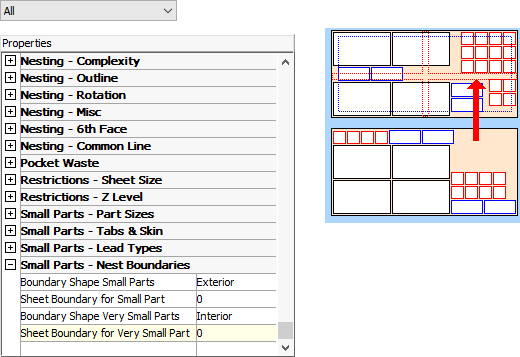 All
Properties
Nesting - Complexity
Nesting - Outline
Nesting - Rotation
Nesting - Misc
Nesting - 6th Face
Nesting - Common Line
Pocket Waste
Restrictions - Sheet Size
Restrictions - Z Level
Small Parts - Part Sizes
Small Parts - Tabs & Skin
Small Parts - Lead Types
Small Parts - Nest Boundaries
Boundary Shape Small Parts Exterior
Sheet Boundary for Small Part 0
Boundary Shape Very Small Parts Interior
Sheet Boundary for Very Small Part 0